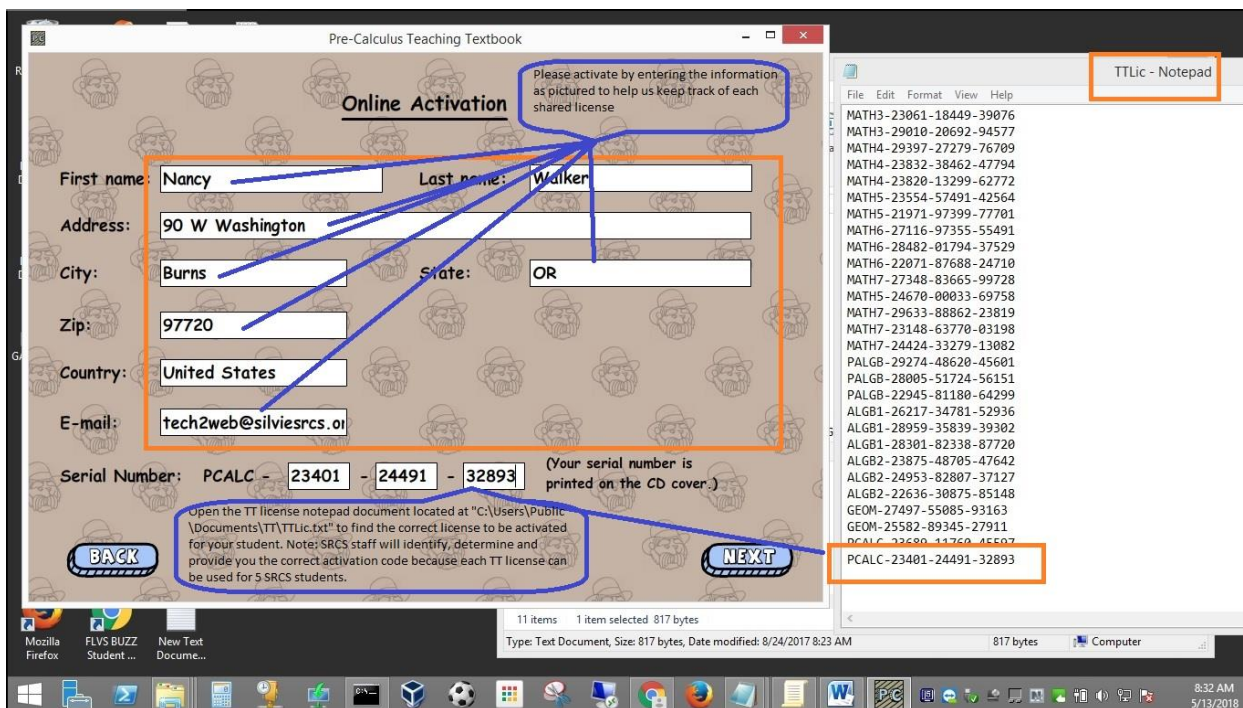 Pre-Calculus Teaching Textbook
Online Activation
Please activate by entering the information
as pictured to help us keep track of each
shared license
First name: Nancy Last name: Walker
Address: 90 W Washington
City: Burns State: OR
Zip: 97720
Country: United States
E-mail: tech2web@silviesrcs.or
Serial Number: PCALC - 23401 - 24491 - 32893
(Your serial number is
printed on the CD cover.)
Open the TT license notepad document located at "C:\Users\Public
\Documents\TT\TTLic.txt" to find the correct license to be activated
for your student. Note: SRCS staff will identify, determine and
provide you the correct activation code because each TT license can
be used for 5 SRCS students.
BACK
NEXT
TTLic - Notepad
File Edit Format View Help
MATH3-23061-18449-39076
MATH3-29010-20692-94577
MATH4-29397-27279-76709
MATH4-23832-38462-47794
MATH4-23820-13299-62772
MATH5-23554-57491-42564
MATH5-21971-97399-77701
MATH6-27116-97355-55491
MATH6-28482-01794-37529
MATH6-22071-87688-24710
MATH7-27348-83665-99728
MATH5-24670-00033-69758
MATH7-29633-88862-23819
MATH7-23148-63770-03198
MATH7-24424-33279-13082
PALGB-29274-48620-45601
PALGB-28005-51724-56151
PALGB-22945-81180-64299
ALGB1-26217-34781-52936
ALGB1-28959-35839-39302
ALGB1-28301-82338-87720
ALGB2-23875-48705-47642
ALGB2-24953-82807-37127
ALGB2-22636-30875-85148
GEOM-27497-55085-93163
GEOM-25582-89345-27911
PCALC-23401-24491-32893
11 items 1 item selected 817 bytes
Type: Text Document, Size: 817 bytes, Date modified: 8/24/2017 8:23 AM
817 bytes
Computer
Mozilla
Firefox
FLVS BUZZ
Student ...
New Text
Docume...
8:32 AM
5/13/2018